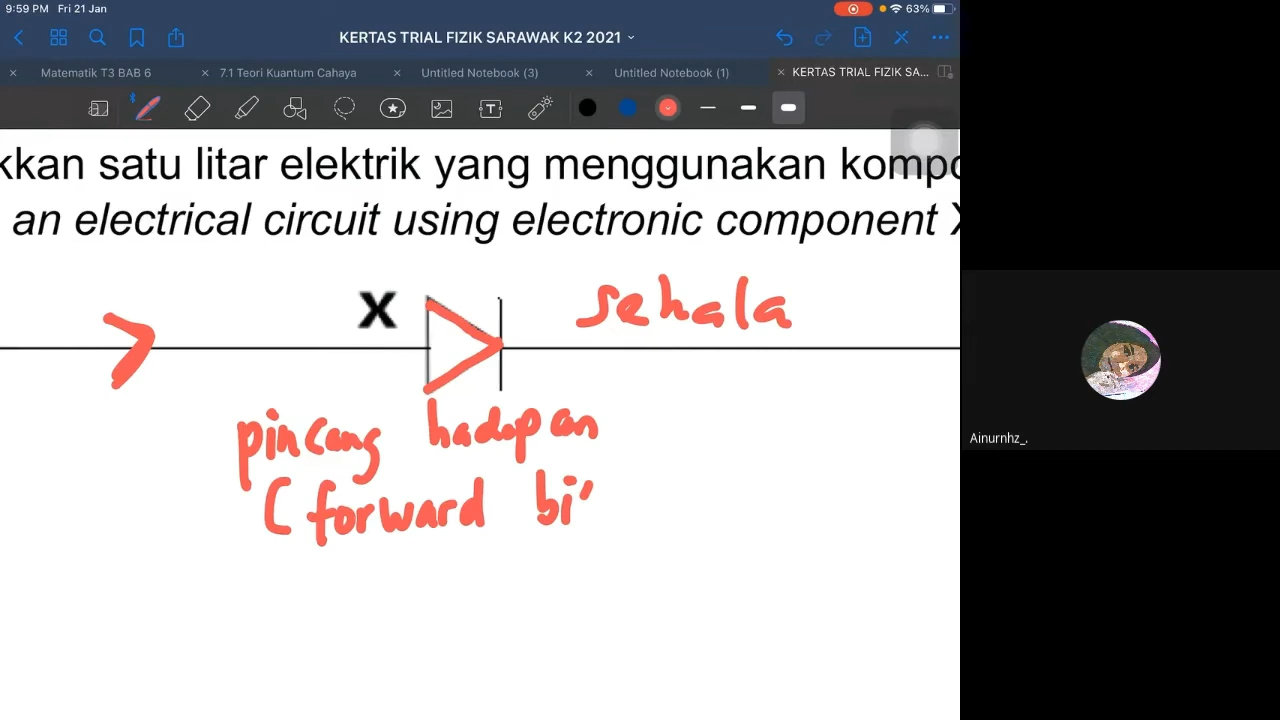 9:59 PM Fri 21 Jan
63%
KERTAS TRIAL FIZIK SARAWAK K2 2021
Matematik T3 BAB 6
7.1 Teori Kuantum Cahaya
Untitled Notebook (3)
Untitled Notebook (1)
KERTAS TRIAL FIZIK SA...
kkan satu litar elektrik yang menggunakan kompo
an electrical circuit using electronic component X
X
sehala
pincang hadapan
(forward bi
Ainurnhz_.